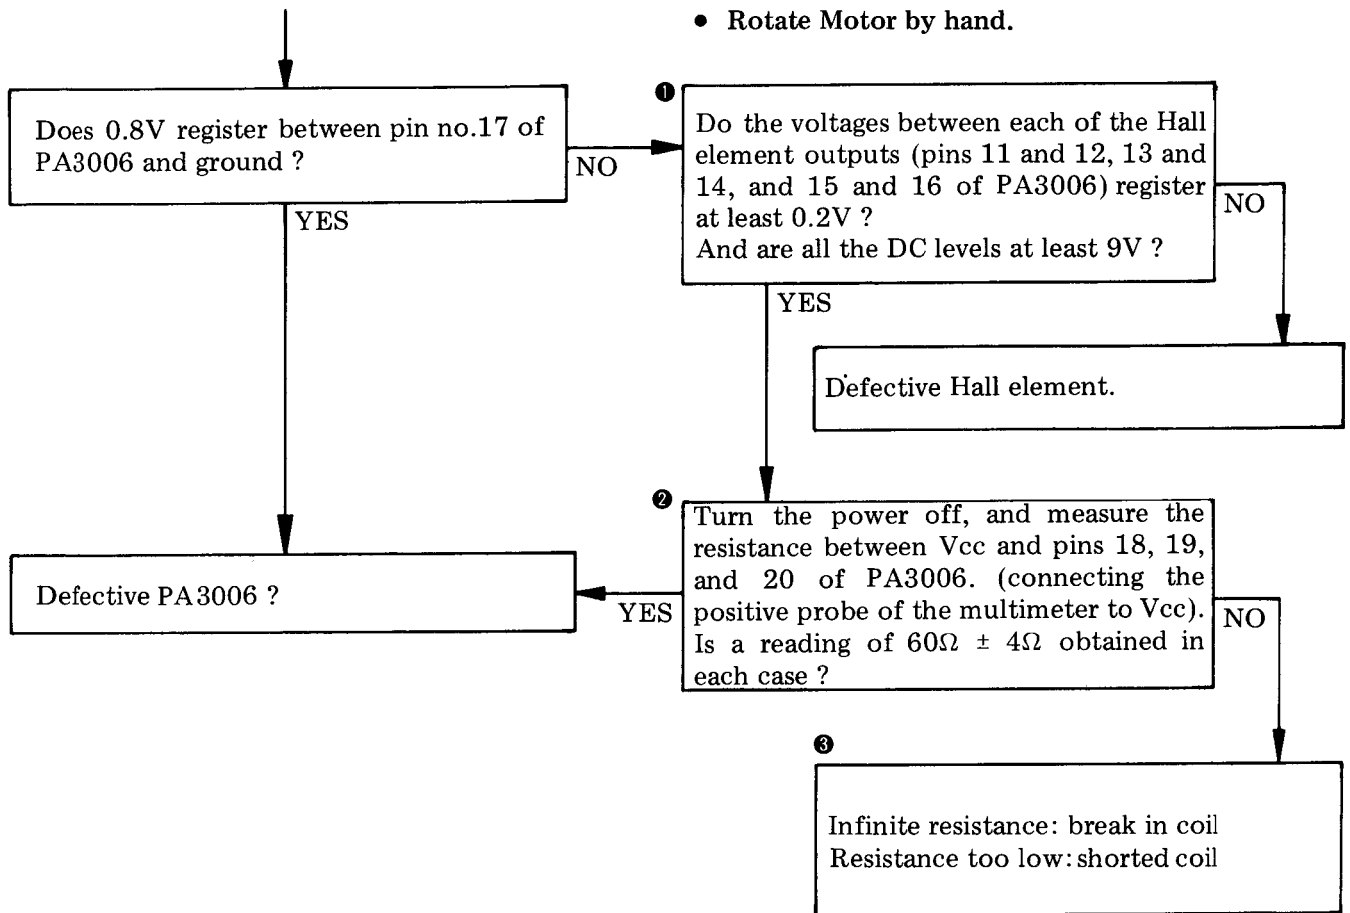 • Rotate Motor by hand.
Does 0.8V register between pin no.17 of
PA3006 and ground ?
NO
YES
❶
Do the voltages between each of the Hall
element outputs (pins 11 and 12, 13 and
14, and 15 and 16 of PA3006) register
at least 0.2V ?
And are all the DC levels at least 9V ?
NO
YES
Defective Hall element.
❷
Turn the power off, and measure the
resistance between Vcc and pins 18, 19,
and 20 of PA3006. (connecting the
positive probe of the multimeter to Vcc).
Is a reading of 60Ω ± 4Ω obtained in
each case ?
YES
NO
Defective PA3006 ?
❸
Infinite resistance: break in coil
Resistance too low: shorted coil